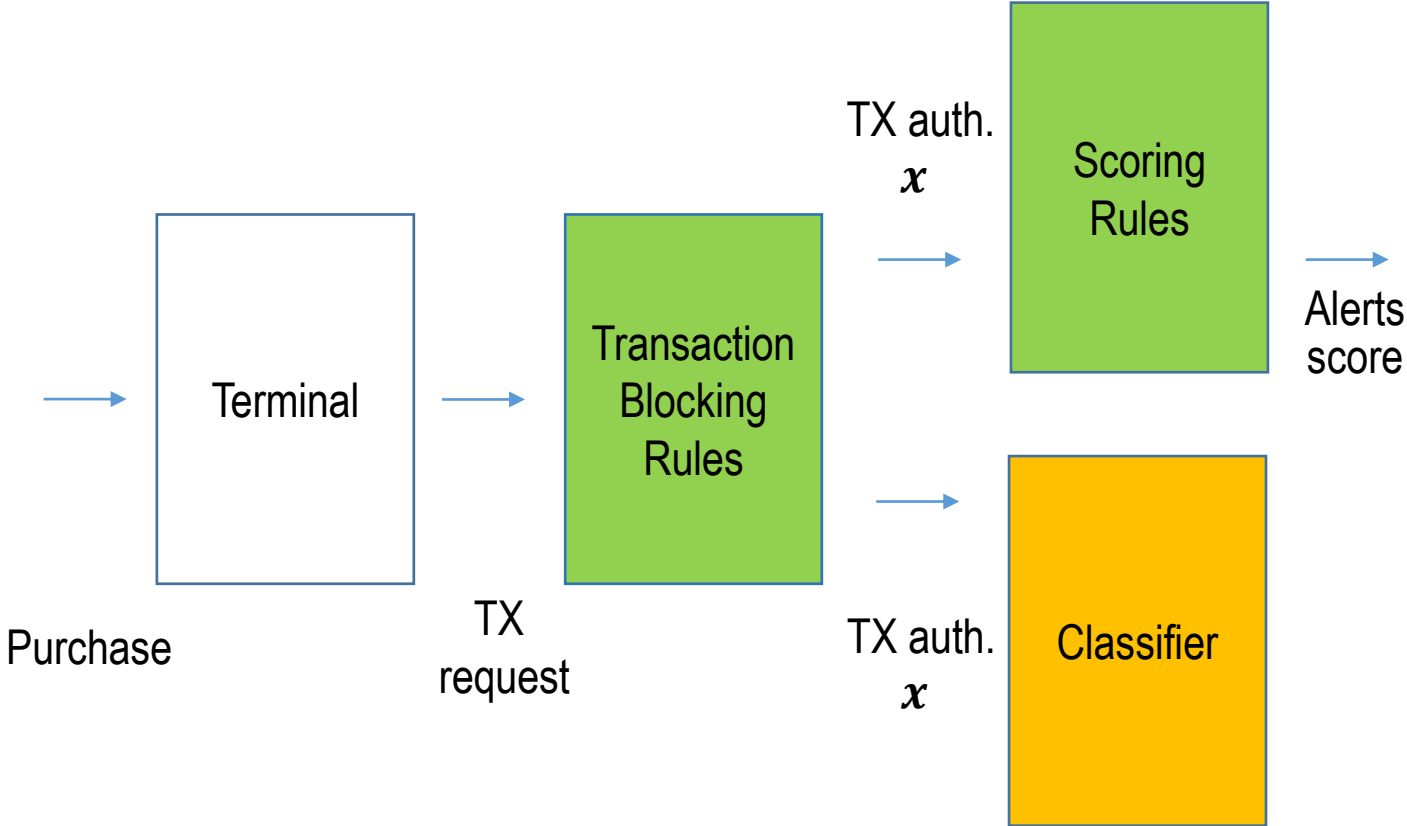 Purchase
Terminal
TX
request
Transaction
Blocking
Rules
TX auth.
x
Scoring
Rules
Alerts
score
TX auth.
x
Classifier